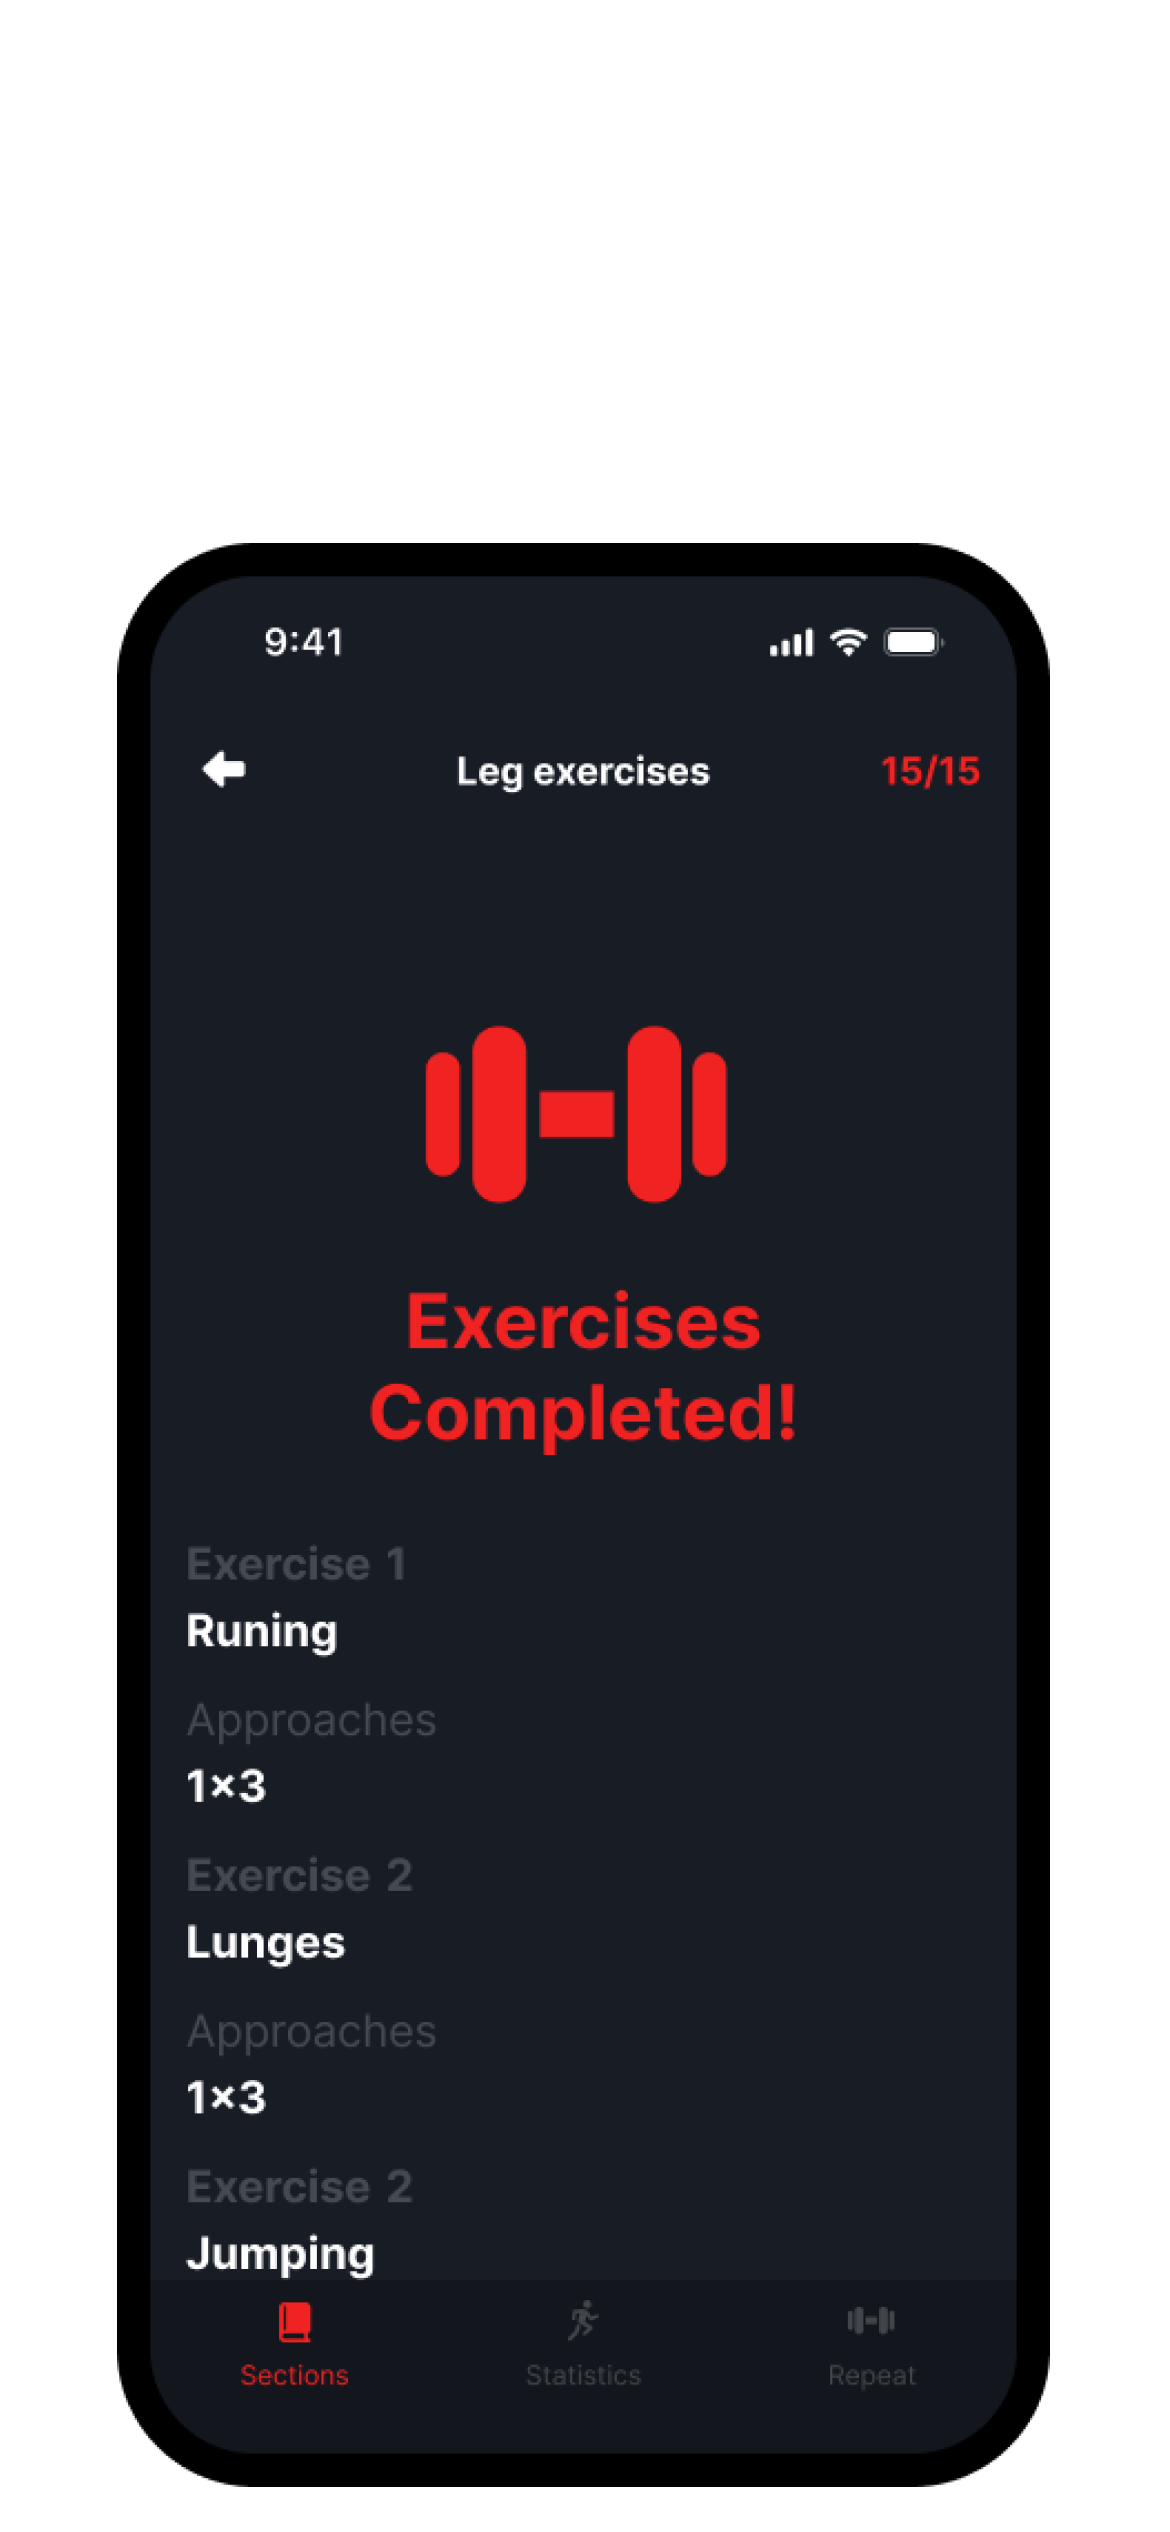 9:41
Leg exercises
15/15
Exercises
Completed!
Exercise 1
Runing
Approaches
1×3
Exercise 2
Lunges
Approaches
1×3
Exercise 2
Jumping
Sections
Statistics
Repeat